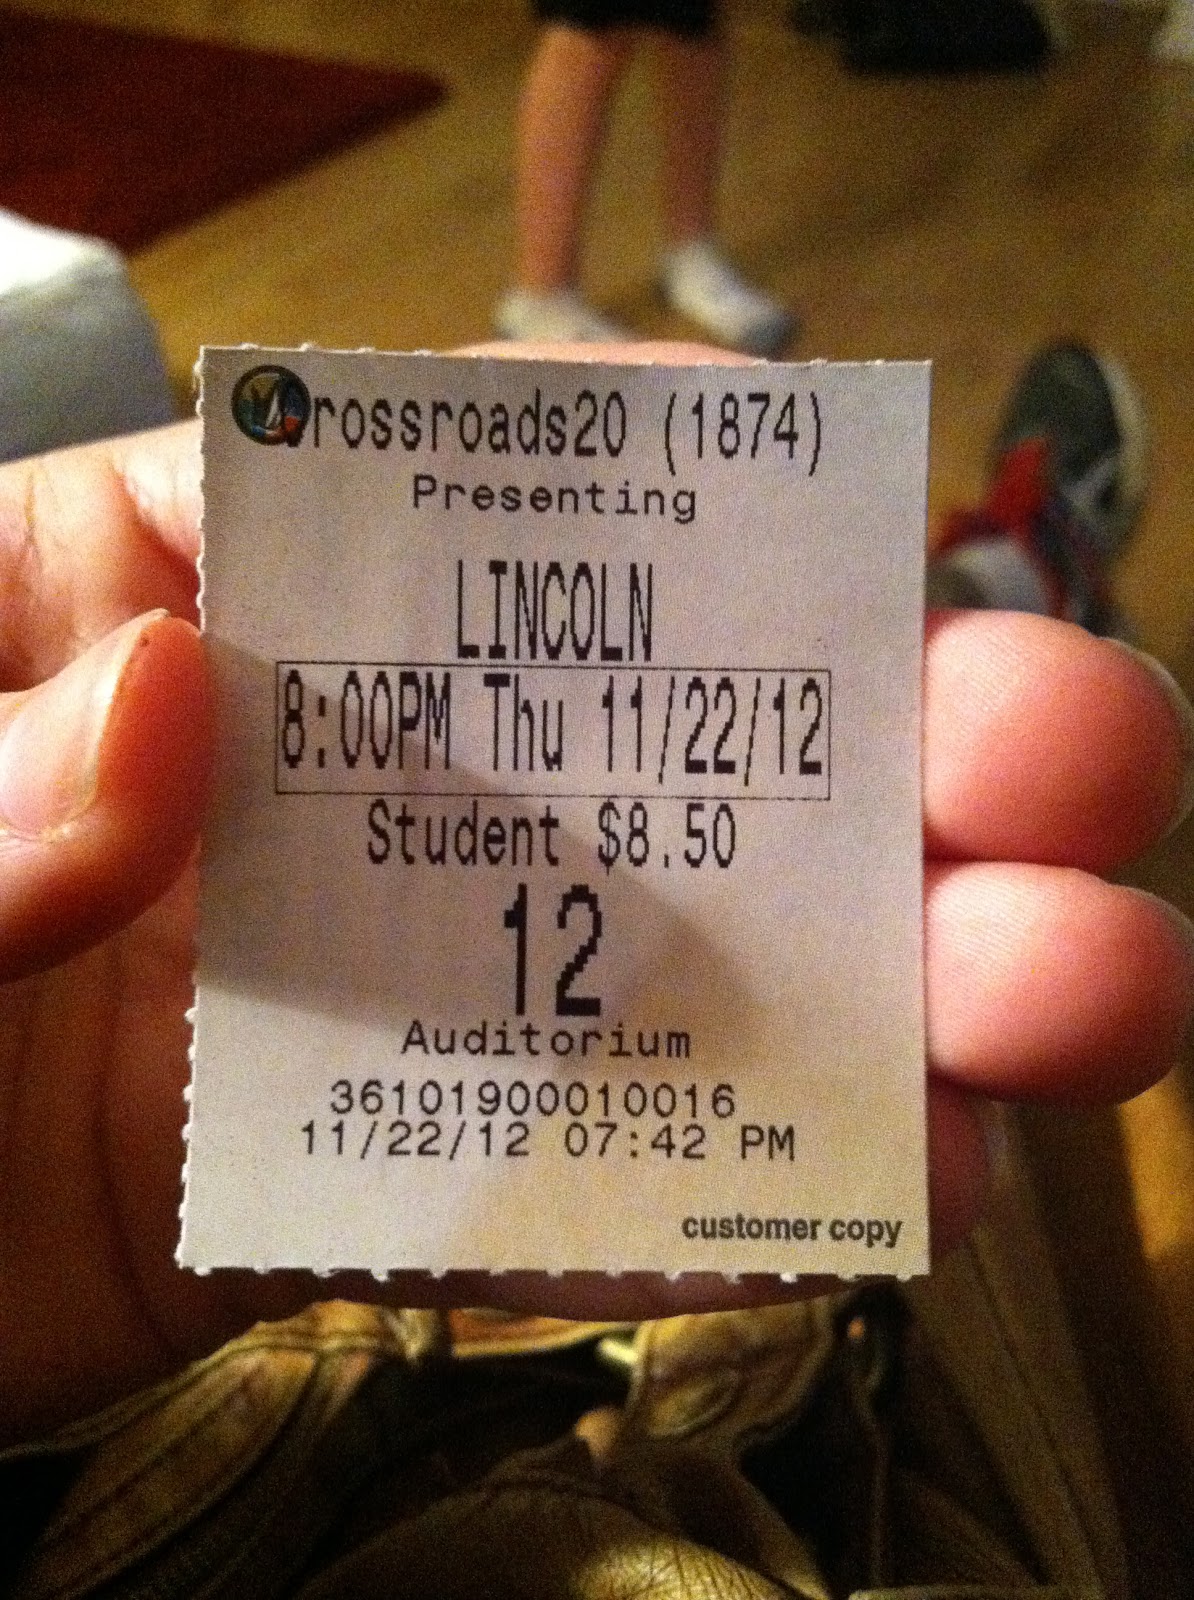 Crossroads20 (1874)
Presenting
LINCOLN
8:00PM Thu 11/22/12
Student $8.50
12
Auditorium
36101900010016
11/22/12 07:42 PM
customer copy